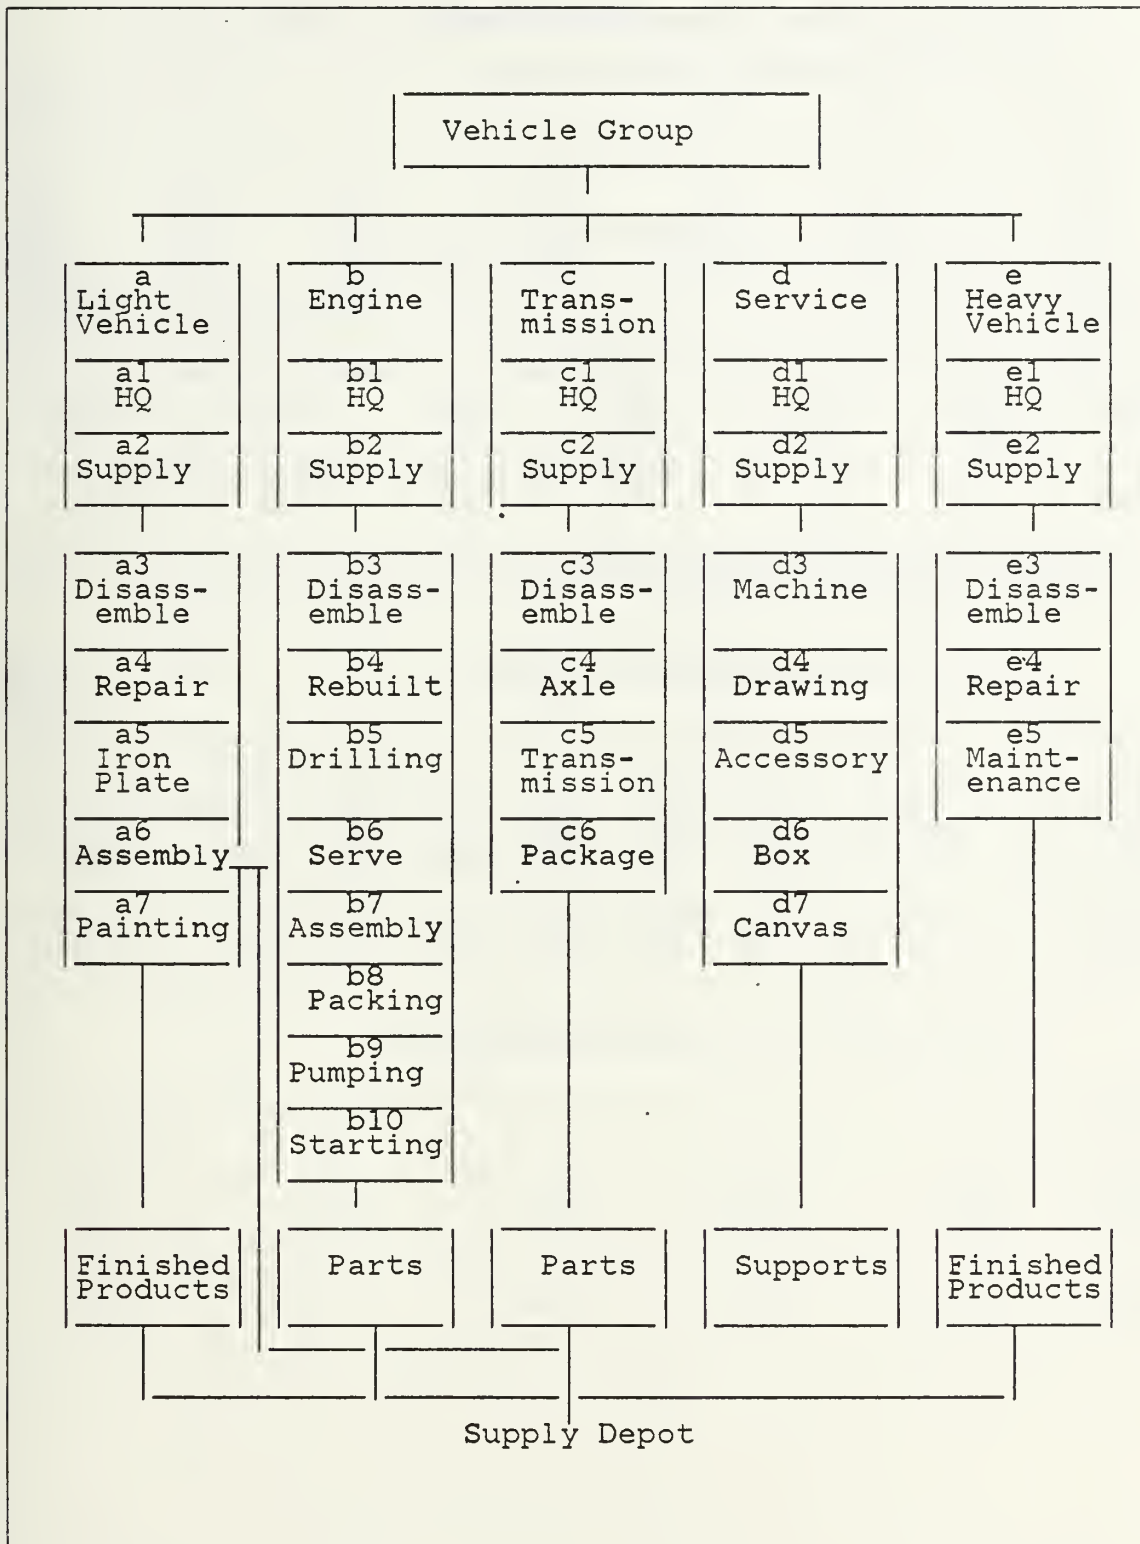 Vehicle Group
a
Light
Vehicle
a1
HQ
a2
Supply
a3
Disass-
emble
a4
Repair
a5
Iron
Plate
a6
Assembly
a7
Painting
Finished
Products
b
Engine
b1
HQ
b2
Supply
b3
Disass-
emble
b4
Rebuilt
b5
Drilling
b6
Serve
b7
Assembly
b8
Packing
b9
Pumping
b10
Starting
Parts
c
Trans-
mission
c1
HQ
c2
Supply
c3
Disass-
emble
c4
Axle
c5
Trans-
mission
c6
Package
Parts
d
Service
d1
HQ
d2
Supply
d3
Machine
d4
Drawing
d5
Accessory
d6
Box
d7
Canvas
Supports
e
Heavy
Vehicle
e1
HQ
e2
Supply
e3
Disass-
emble
e4
Repair
e5
Maint-
enance
Finished
Products
Supply Depot